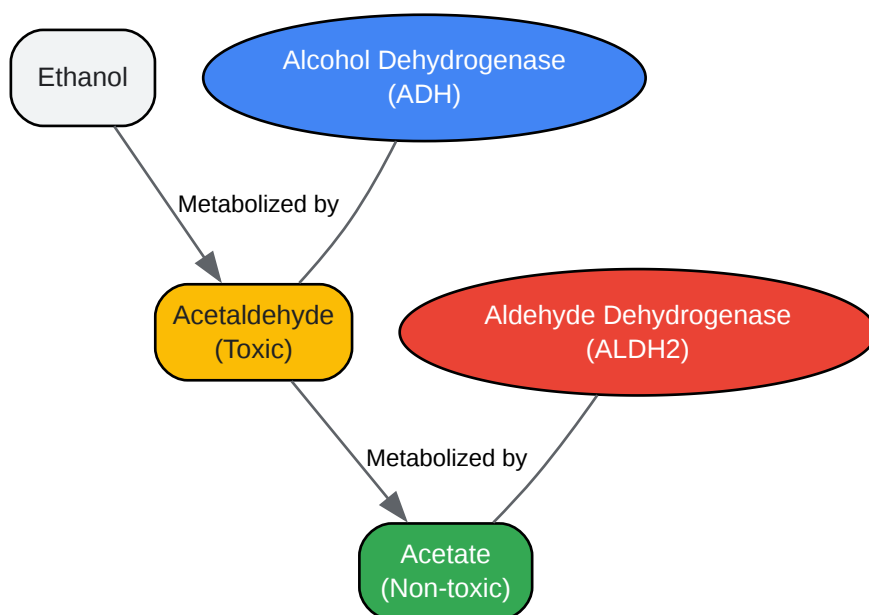 Ethanol
Alcohol Dehydrogenase
(ADH)
Metabolized by
Acetaldehyde
(Toxic)
Aldehyde Dehydrogenase
(ALDH2)
Metabolized by
Acetate
(Non-toxic)